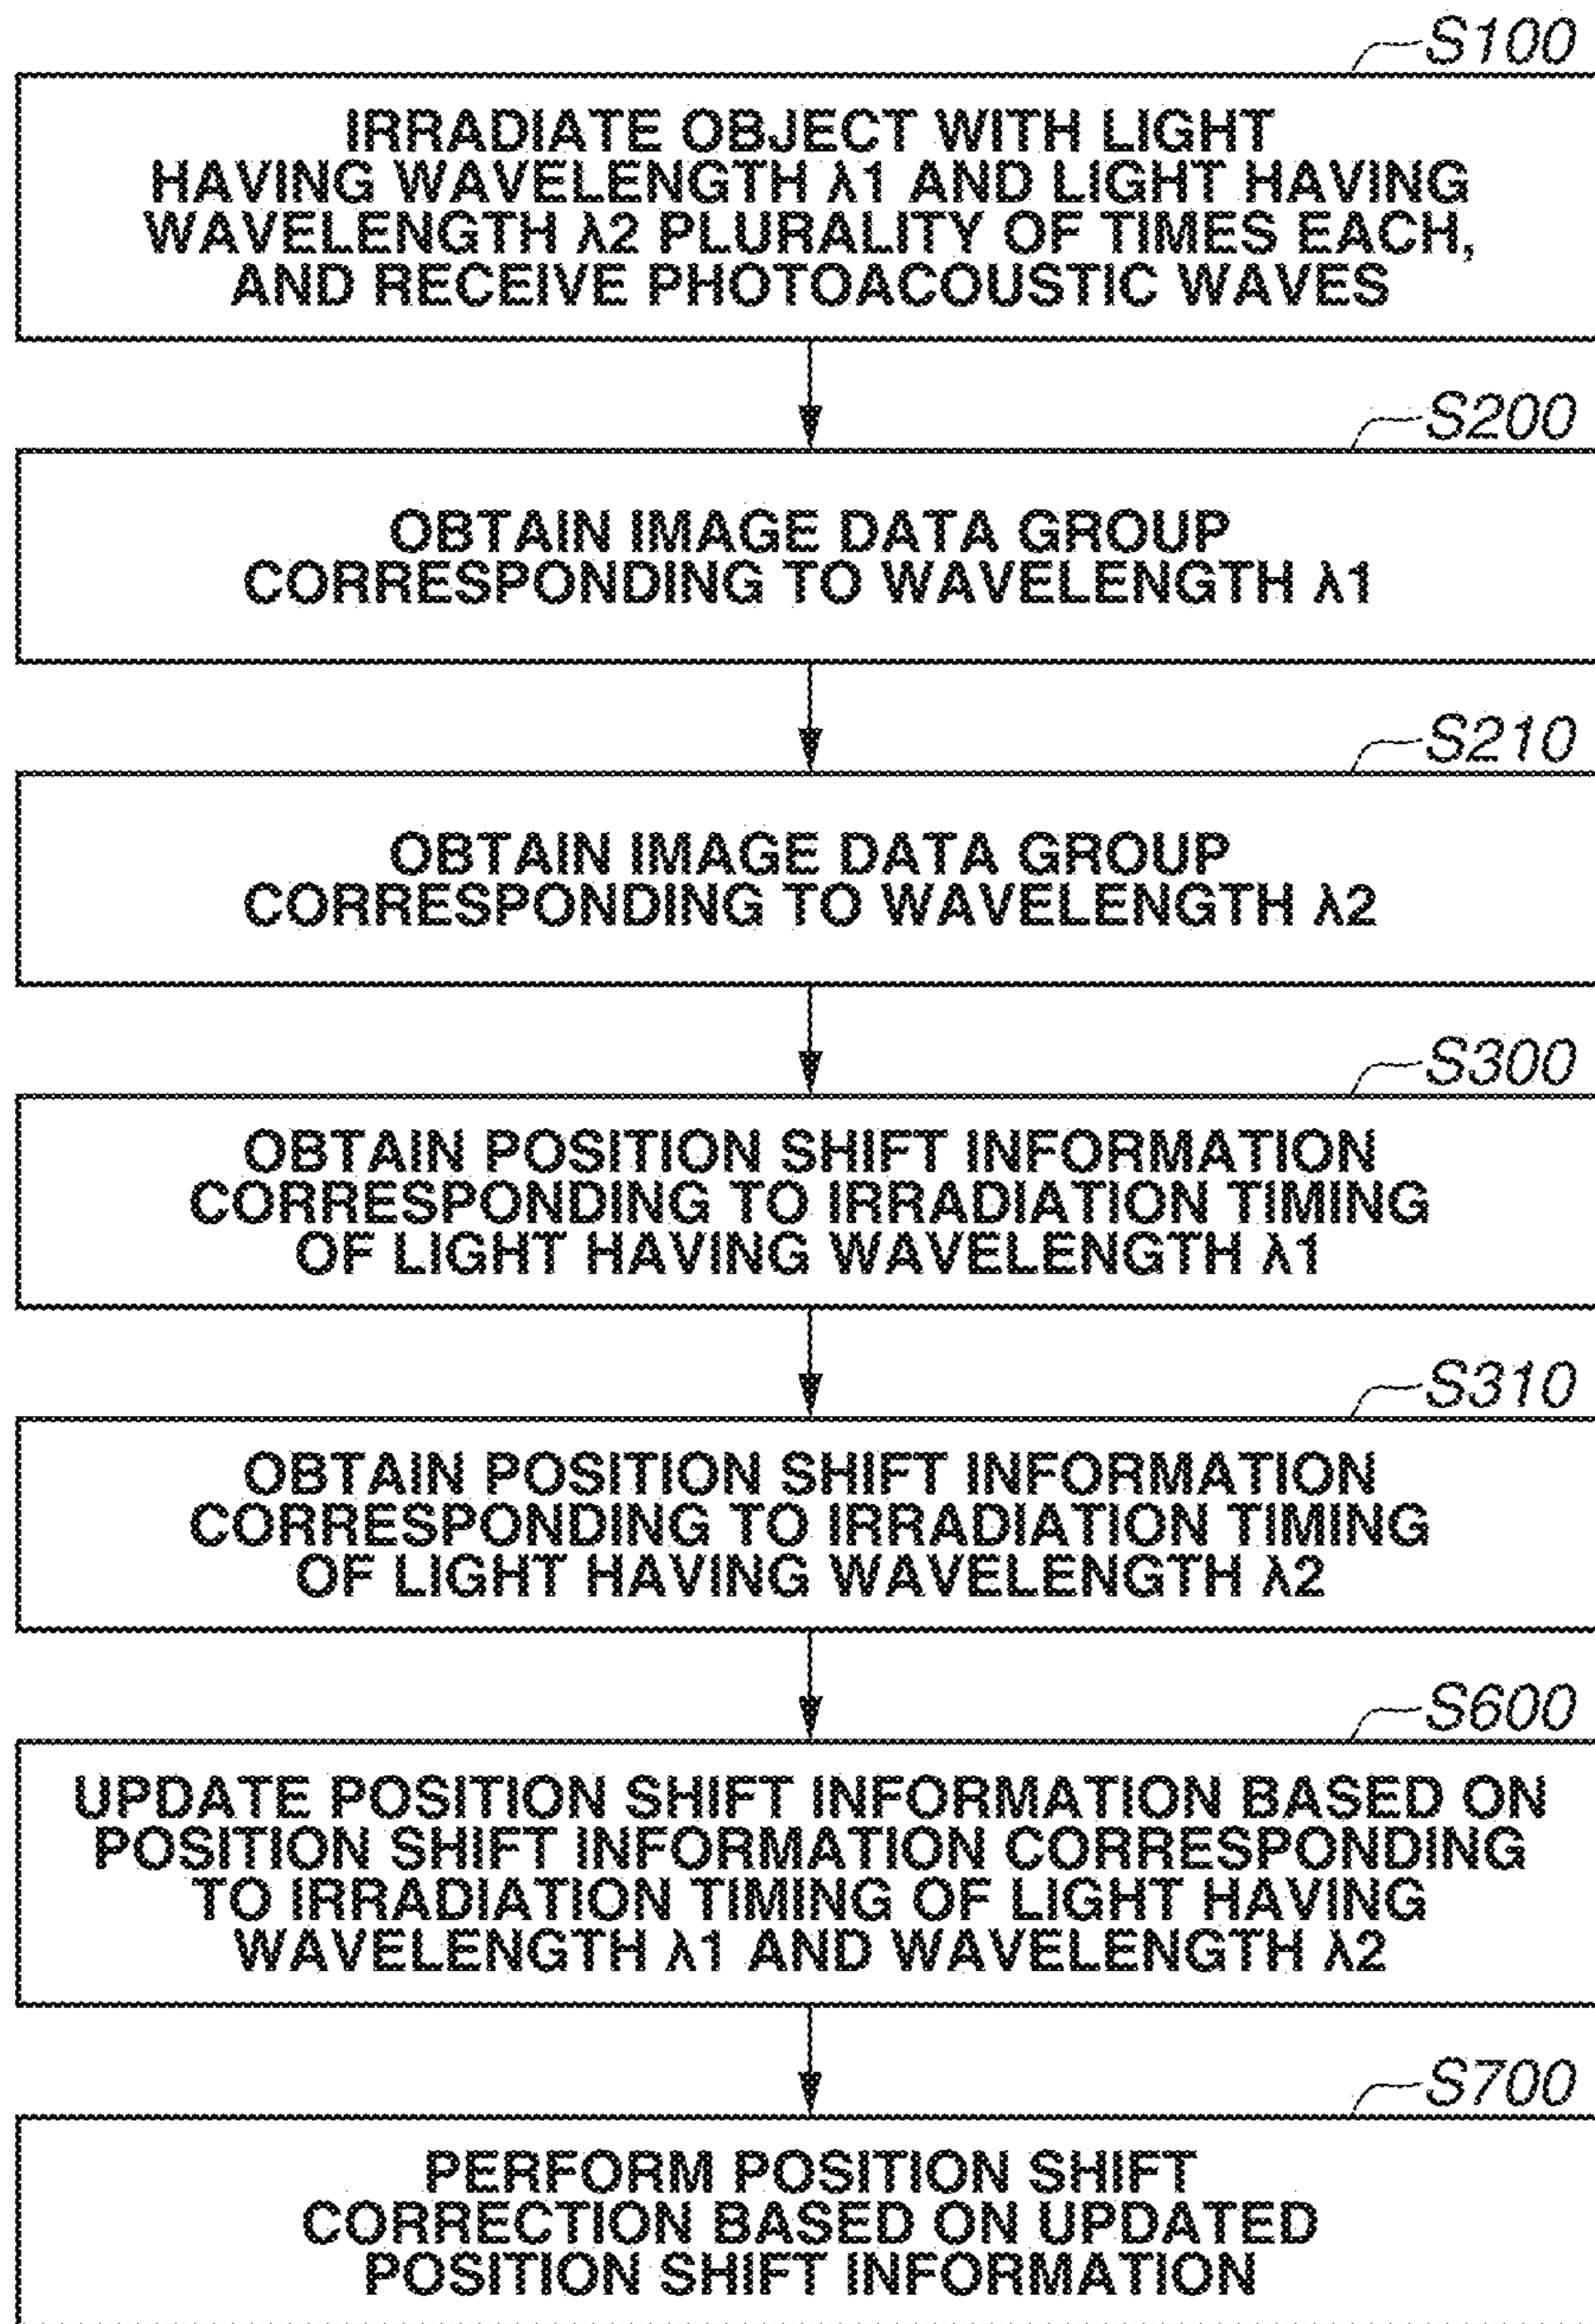 S100
IRRADIATE OBJECT WITH LIGHT
HAVING WAVELENGTH λ1 AND LIGHT HAVING
WAVELENGTH λ2 PLURALITY OF TIMES EACH,
AND RECEIVE PHOTOACOUSTIC WAVES
S200
OBTAIN IMAGE DATA GROUP
CORRESPONDING TO WAVELENGTH λ1
S210
OBTAIN IMAGE DATA GROUP
CORRESPONDING TO WAVELENGTH λ2
S300
OBTAIN POSITION SHIFT INFORMATION
CORRESPONDING TO IRRADIATION TIMING
OF LIGHT HAVING WAVELENGTH λ1
S310
OBTAIN POSITION SHIFT INFORMATION
CORRESPONDING TO IRRADIATION TIMING
OF LIGHT HAVING WAVELENGTH λ2
S600
UPDATE POSITION SHIFT INFORMATION BASED ON
POSITION SHIFT INFORMATION CORRESPONDING
TO IRRADIATION TIMING OF LIGHT HAVING
WAVELENGTH λ1 AND WAVELENGTH λ2
S700
PERFORM POSITION SHIFT
CORRECTION BASED ON UPDATED
POSITION SHIFT INFORMATION